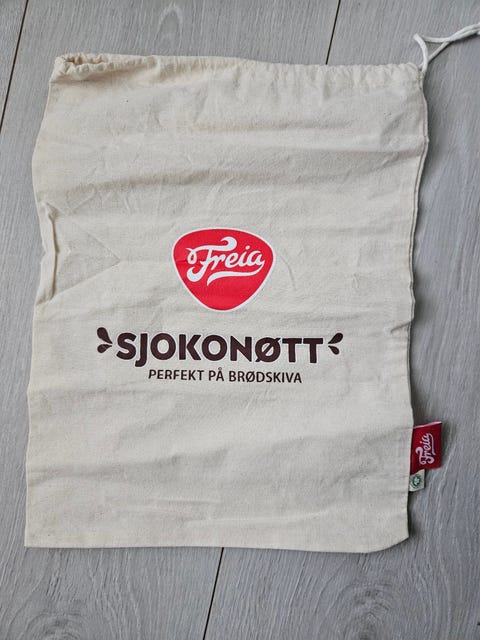 Freia
SJOKONØTT
PERFEKT PÅ BRØDSKIVA
Freia